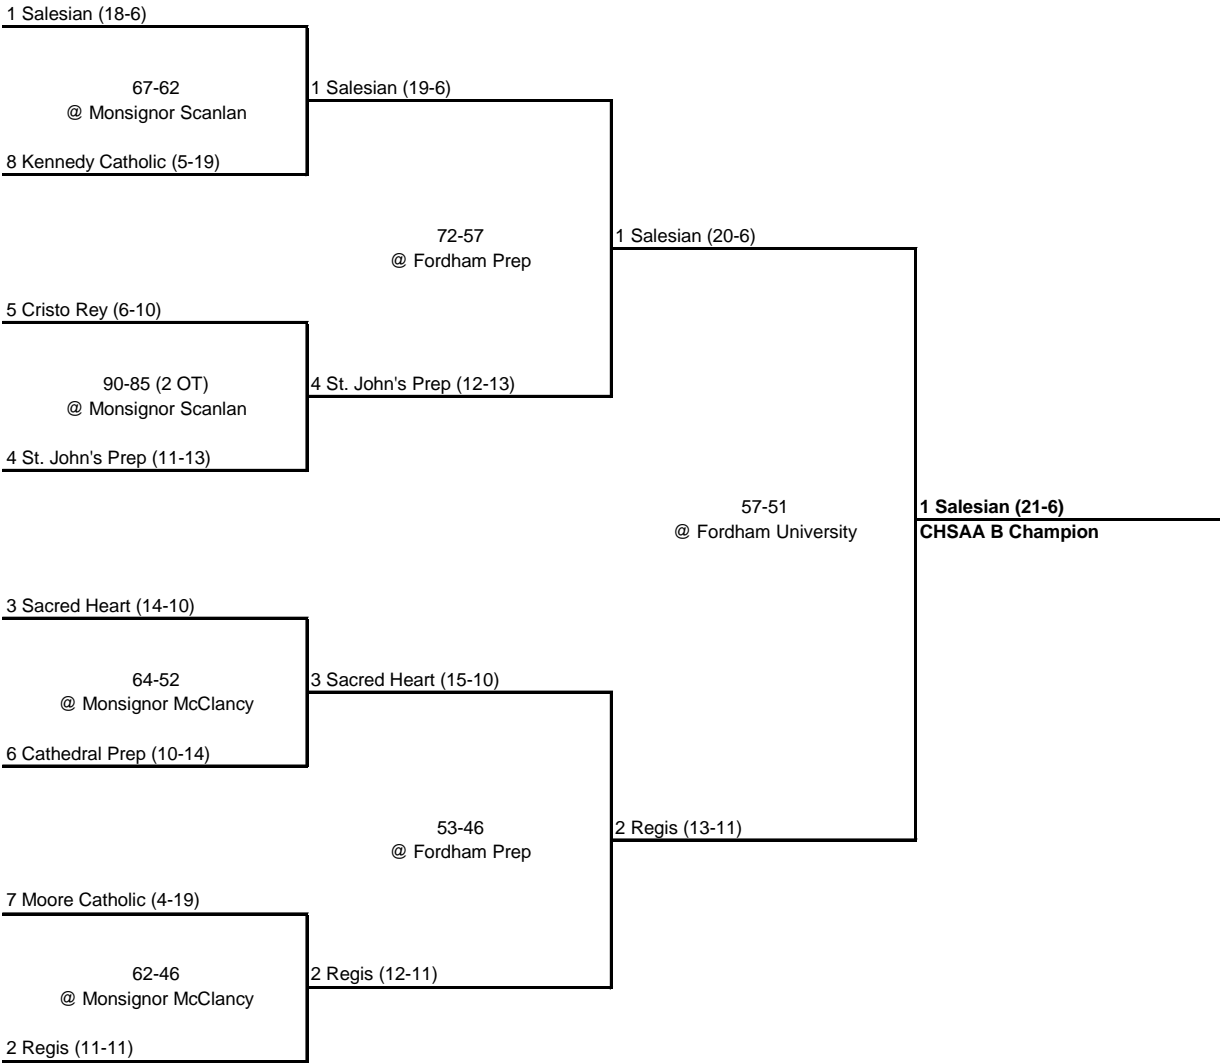 1 Salesian (18-6)
67-62
@ Monsignor Scanlan
1 Salesian (19-6)
8 Kennedy Catholic (5-19)
72-57
@ Fordham Prep
1 Salesian (20-6)
5 Cristo Rey (6-10)
90-85 (2 OT)
@ Monsignor Scanlan
4 St. John's Prep (12-13)
4 St. John's Prep (11-13)
57-51
@ Fordham University
1 Salesian (21-6)
CHSAA B Champion
3 Sacred Heart (14-10)
64-52
@ Monsignor McClancy
3 Sacred Heart (15-10)
6 Cathedral Prep (10-14)
53-46
@ Fordham Prep
2 Regis (13-11)
7 Moore Catholic (4-19)
62-46
@ Monsignor McClancy
2 Regis (12-11)
2 Regis (11-11)